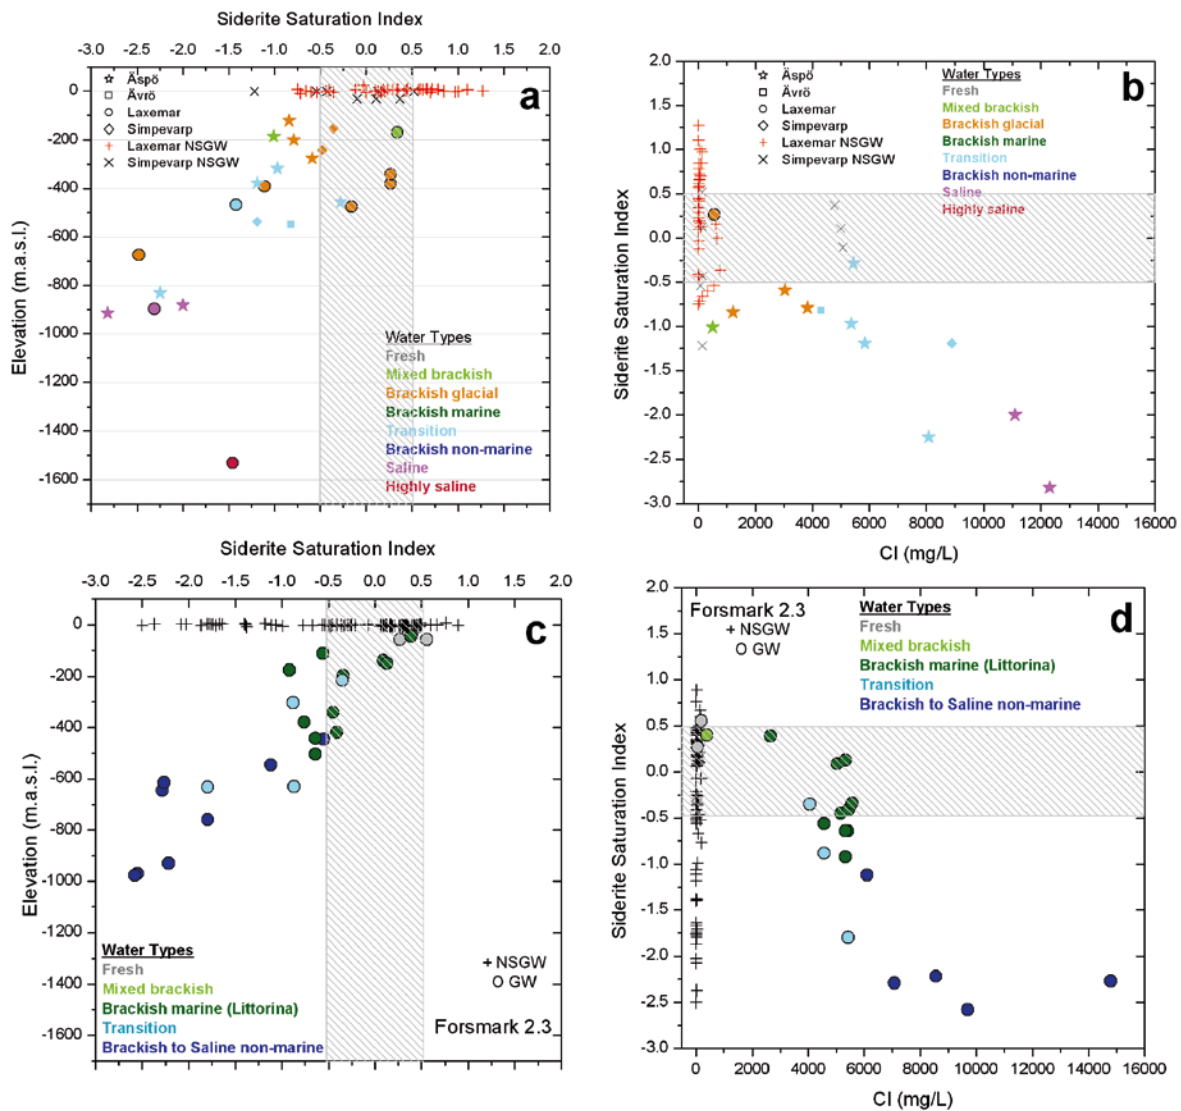 Siderite Saturation Index
-3.0 -2.5 -2.0 -1.5 -1.0 -0.5 0.0 0.5 1.0 1.5 2.0
0
-200
-400
-600
-800
-1000
-1200
-1400
-1600
Elevation (m.a.s.l.)
a
Äspö
Ävrö
Laxemar
Simpevarp
Laxemar NSGW
Simpevarp NSGW
Water Types
Fresh
Mixed brackish
Brackish glacial
Brackish marine
Transition
Brackish non-marine
Saline
Highly saline
b
2.0
1.5
1.0
0.5
0.0
-0.5
-1.0
-1.5
-2.0
-2.5
-3.0
Siderite Saturation Index
Äspö
Ävrö
Laxemar
Simpevarp
Laxemar NSGW
Simpevarp NSGW
Water Types
Fresh
Mixed brackish
Brackish glacial
Brackish marine
Transition
Brackish non-marine
Saline
Highly saline
0 2000 4000 6000 8000 10000 12000 14000 16000
Cl (mg/L)
Siderite Saturation Index
-3.0 -2.5 -2.0 -1.5 -1.0 -0.5 0.0 0.5 1.0 1.5 2.0
0
-200
-400
-600
-800
-1000
-1200
-1400
-1600
Elevation (m.a.s.l.)
c
Water Types
Fresh
Mixed brackish
Brackish marine (Littorina)
Transition
Brackish to Saline non-marine
+ NSGW
O GW
Forsmark 2.3
d
2.0
1.5
1.0
0.5
0.0
-0.5
-1.0
-1.5
-2.0
-2.5
-3.0
Siderite Saturation Index
Forsmark 2.3
+ NSGW
O GW
Water Types
Fresh
Mixed brackish
Brackish marine (Littorina)
Transition
Brackish to Saline non-marine
0 2000 4000 6000 8000 10000 12000 14000 16000
Cl (mg/L)